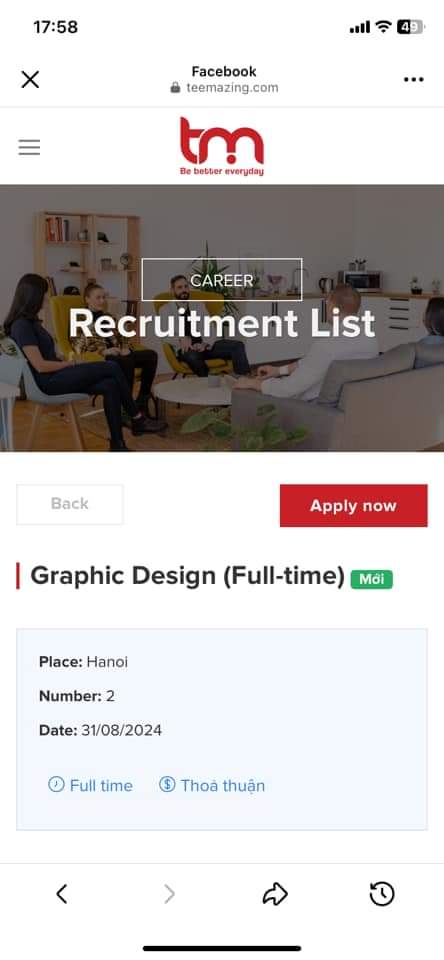 17:58
49
Facebook
teemazing.com
tm
Be better everyday
CAREER
Recruitment List
Back
Apply now
Graphic Design (Full-time) Mới
Place: Hanoi
Number: 2
Date: 31/08/2024
Full time
Thoả thuận